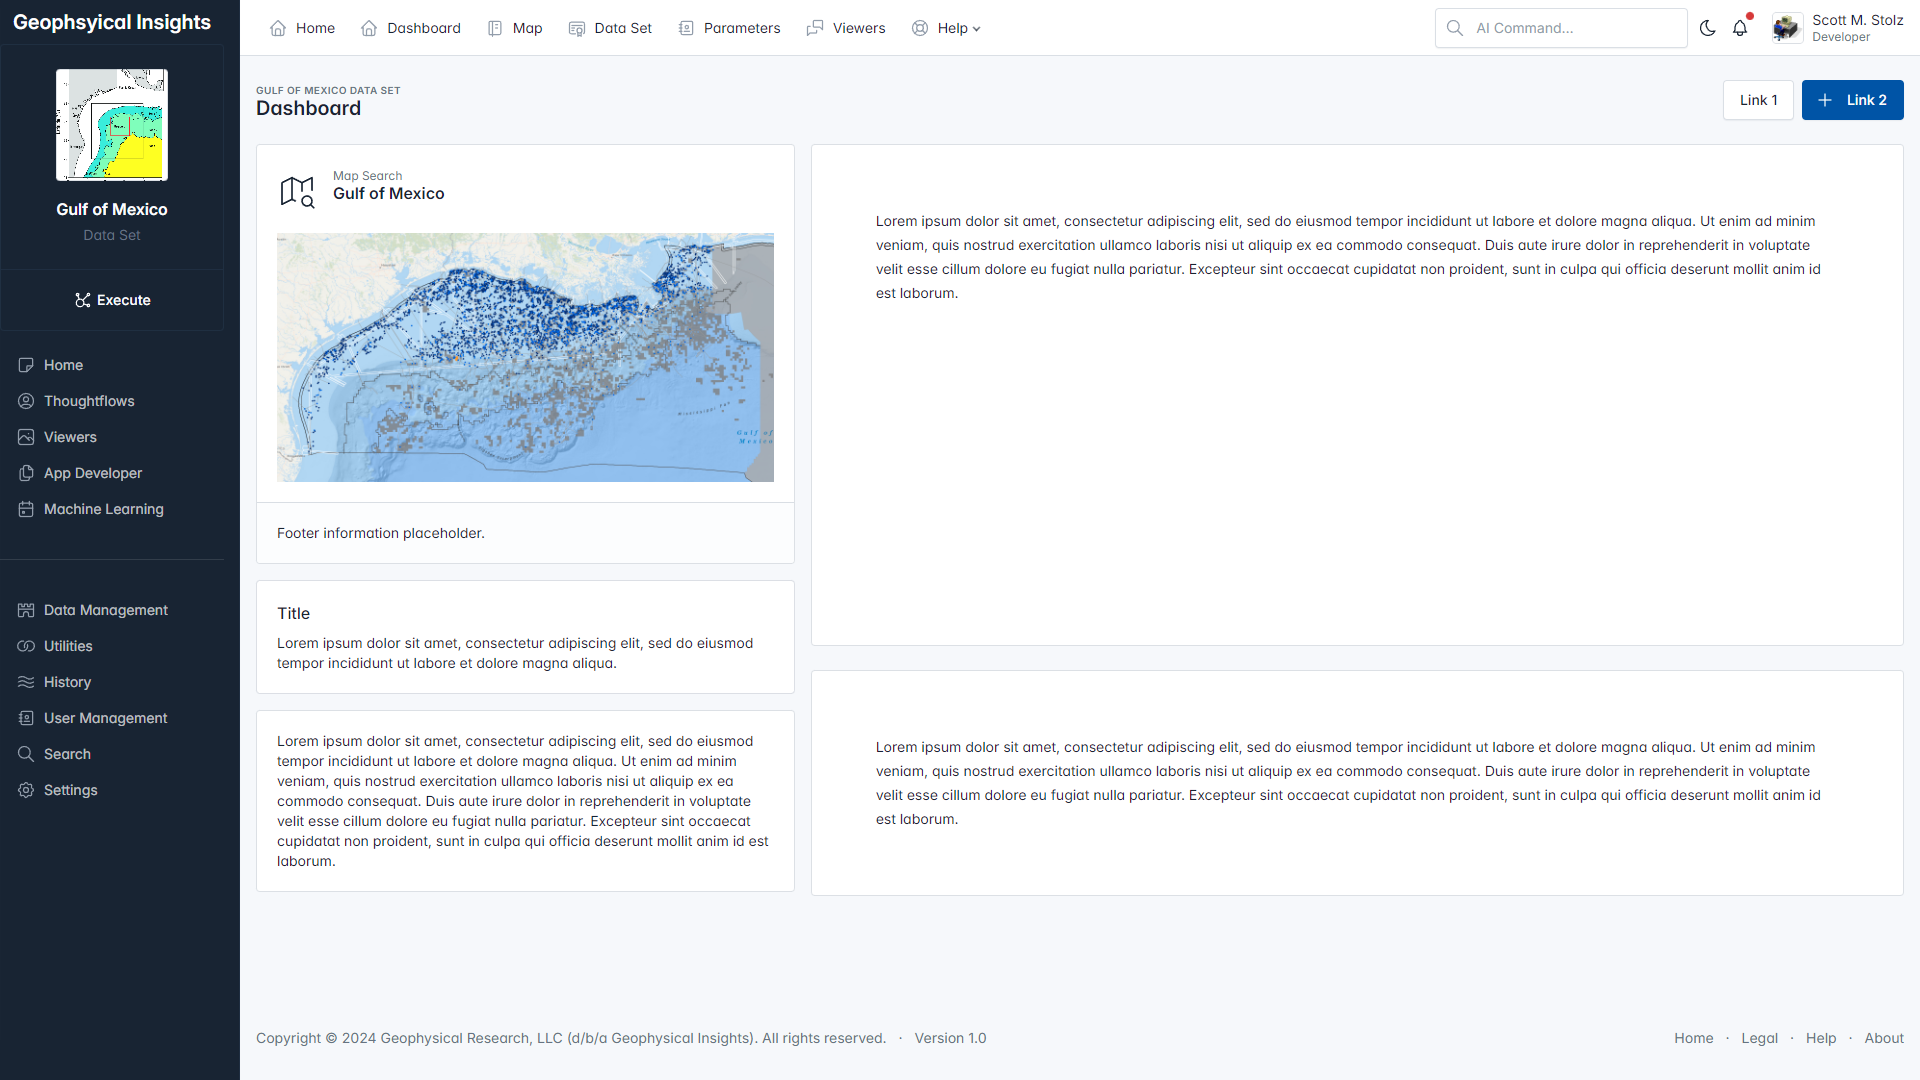 Geophsyical Insights
Gulf of Mexico
Data Set
Execute
Home
Thoughtflows
Viewers
App Developer
Machine Learning
Data Management
Utilities
History
User Management
Search
Settings
Home
Dashboard
Map
Data Set
Parameters
Viewers
Help
AI Command...
Scott M. Stolz
Developer
GULF OF MEXICO DATA SET
Dashboard
Link 1
Link 2
Map Search
Gulf of Mexico
Gulf of
Mexico
Footer information placeholder.
Title
Lorem ipsum dolor sit amet, consectetur adipiscing elit, sed do eiusmod
tempor incididunt ut labore et dolore magna aliqua.
Lorem ipsum dolor sit amet, consectetur adipiscing elit, sed do eiusmod
tempor incididunt ut labore et dolore magna aliqua. Ut enim ad minim
veniam, quis nostrud exercitation ullamco laboris nisi ut aliquip ex ea
commodo consequat. Duis aute irure dolor in reprehenderit in voluptate
velit esse cillum dolore eu fugiat nulla pariatur. Excepteur sint occaecat
cupidatat non proident, sunt in culpa qui officia deserunt mollit anim id est
laborum.
Lorem ipsum dolor sit amet, consectetur adipiscing elit, sed do eiusmod tempor incididunt ut labore et dolore magna aliqua. Ut enim ad minim
veniam, quis nostrud exercitation ullamco laboris nisi ut aliquip ex ea commodo consequat. Duis aute irure dolor in reprehenderit in voluptate
velit esse cillum dolore eu fugiat nulla pariatur. Excepteur sint occaecat cupidatat non proident, sunt in culpa qui officia deserunt mollit anim id
est laborum.
Lorem ipsum dolor sit amet, consectetur adipiscing elit, sed do eiusmod tempor incididunt ut labore et dolore magna aliqua. Ut enim ad minim
veniam, quis nostrud exercitation ullamco laboris nisi ut aliquip ex ea commodo consequat. Duis aute irure dolor in reprehenderit in voluptate
velit esse cillum dolore eu fugiat nulla pariatur. Excepteur sint occaecat cupidatat non proident, sunt in culpa qui officia deserunt mollit anim id
est laborum.
Copyright © 2024 Geophysical Research, LLC (d/b/a Geophysical Insights). All rights reserved. · Version 1.0
Home · Legal · Help · About